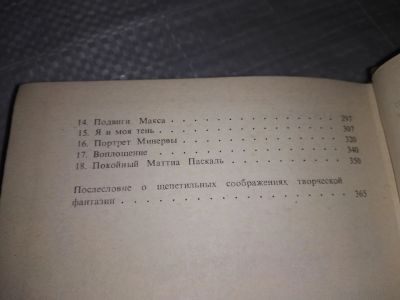 14. Подвиги Макса . . . . . . . . . . . . . . . 297
15. Я и моя тень . . . . . . . . . . . . . . . 307
16. Портрет Минервы . . . . . . . . . . . . . 320
17. Воплощение . . . . . . . . . . . . . . . . 340
18. Покойный Маттиа Паскаль . . . . . . . . . 350
Послесловие о щепетильных соображениях творческой
фантазии . . . . . . . . . . . . . . . . . . . 365